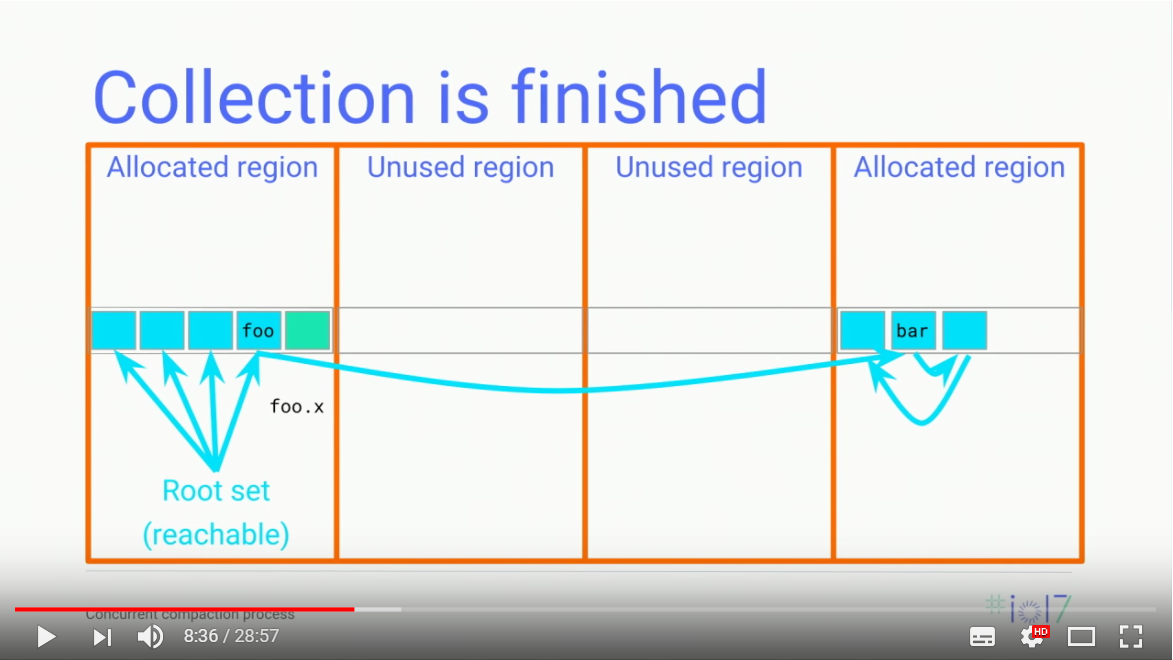 Collection is finished
Allocated region
Unused region
Unused region
Allocated region
foo
bar
foo.x
Root set
(reachable)
Concurrent compaction process
#io17
8:36 / 28:57
HD